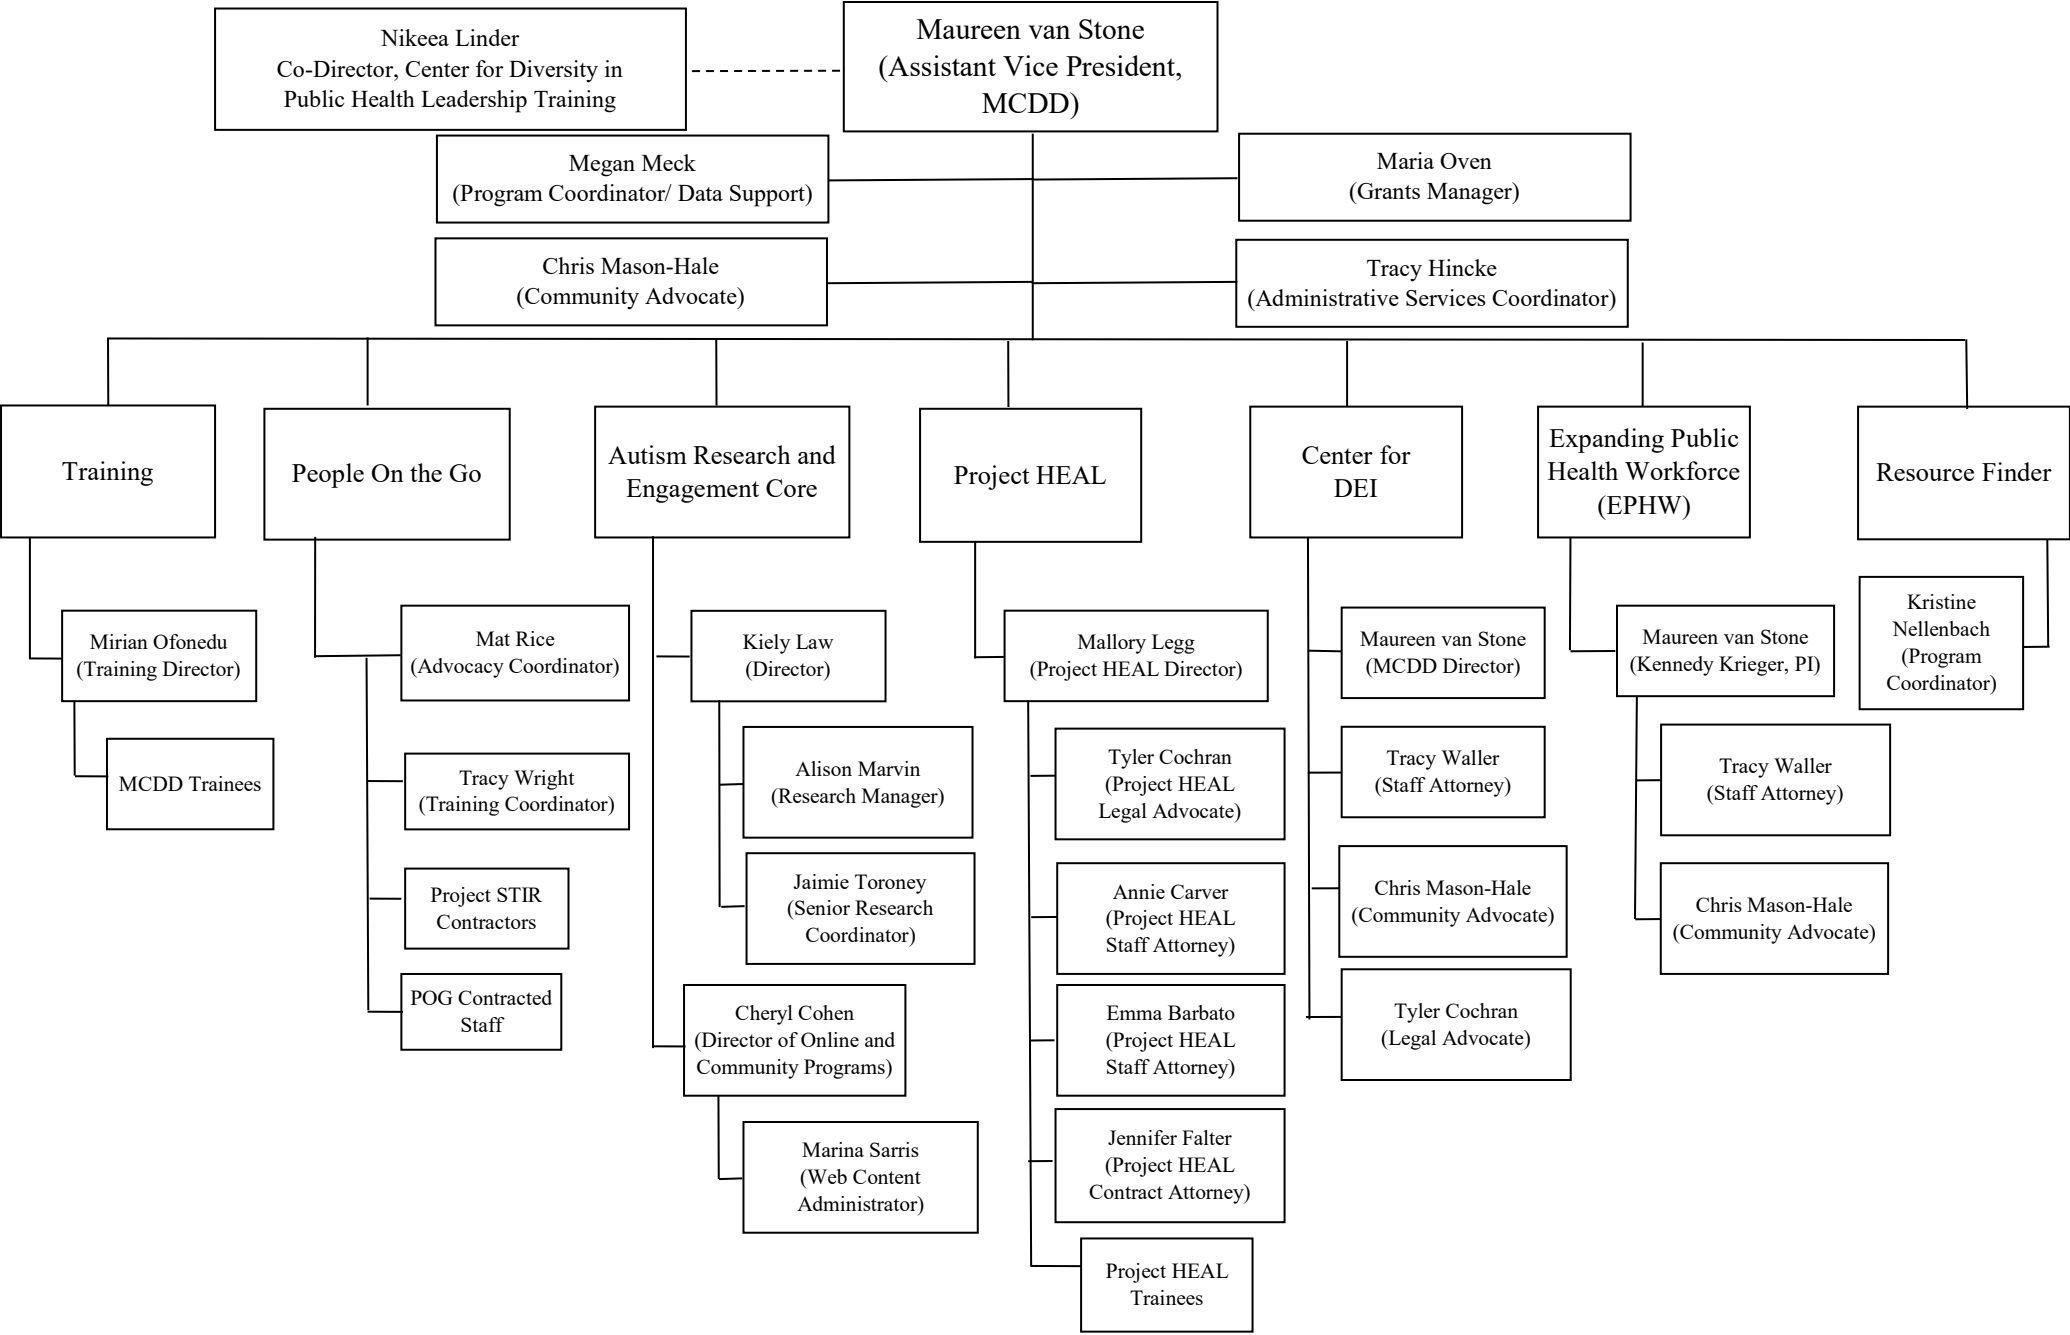 Nikeea Linder
Co-Director, Center for Diversity in
Public Health Leadership Training
Maureen van Stone
(Assistant Vice President,
MCDD)
Megan Meck
(Program Coordinator/ Data Support)
Maria Oven
(Grants Manager)
Chris Mason-Hale
(Community Advocate)
Tracy Hincke
(Administrative Services Coordinator)
Training
People On the Go
Autism Research and
Engagement Core
Project HEAL
Center for
DEI
Expanding Public
Health Workforce
(EPHW)
Resource Finder
Mirian Ofonedu
(Training Director)
MCDD Trainees
Mat Rice
(Advocacy Coordinator)
Tracy Wright
(Training Coordinator)
Project STIR
Contractors
POG Contracted
Staff
Kiely Law
(Director)
Alison Marvin
(Research Manager)
Jaimie Toroney
(Senior Research
Coordinator)
Cheryl Cohen
(Director of Online and
Community Programs)
Marina Sarris
(Web Content
Administrator)
Mallory Legg
(Project HEAL Director)
Tyler Cochran
(Project HEAL
Legal Advocate)
Annie Carver
(Project HEAL
Staff Attorney)
Emma Barbato
(Project HEAL
Staff Attorney)
Jennifer Falter
(Project HEAL
Contract Attorney)
Project HEAL
Trainees
Maureen van Stone
(MCDD Director)
Tracy Waller
(Staff Attorney)
Chris Mason-Hale
(Community Advocate)
Tyler Cochran
(Legal Advocate)
Maureen van Stone
(Kennedy Krieger, PI)
Tracy Waller
(Staff Attorney)
Chris Mason-Hale
(Community Advocate)
Kristine
Nellenbach
(Program
Coordinator)